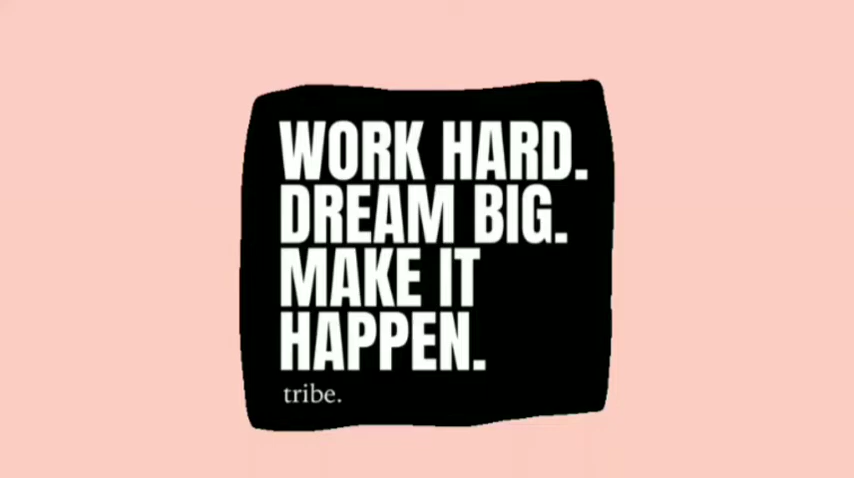 WORK HARD.
DREAM BIG.
MAKE IT
HAPPEN.
tribe.